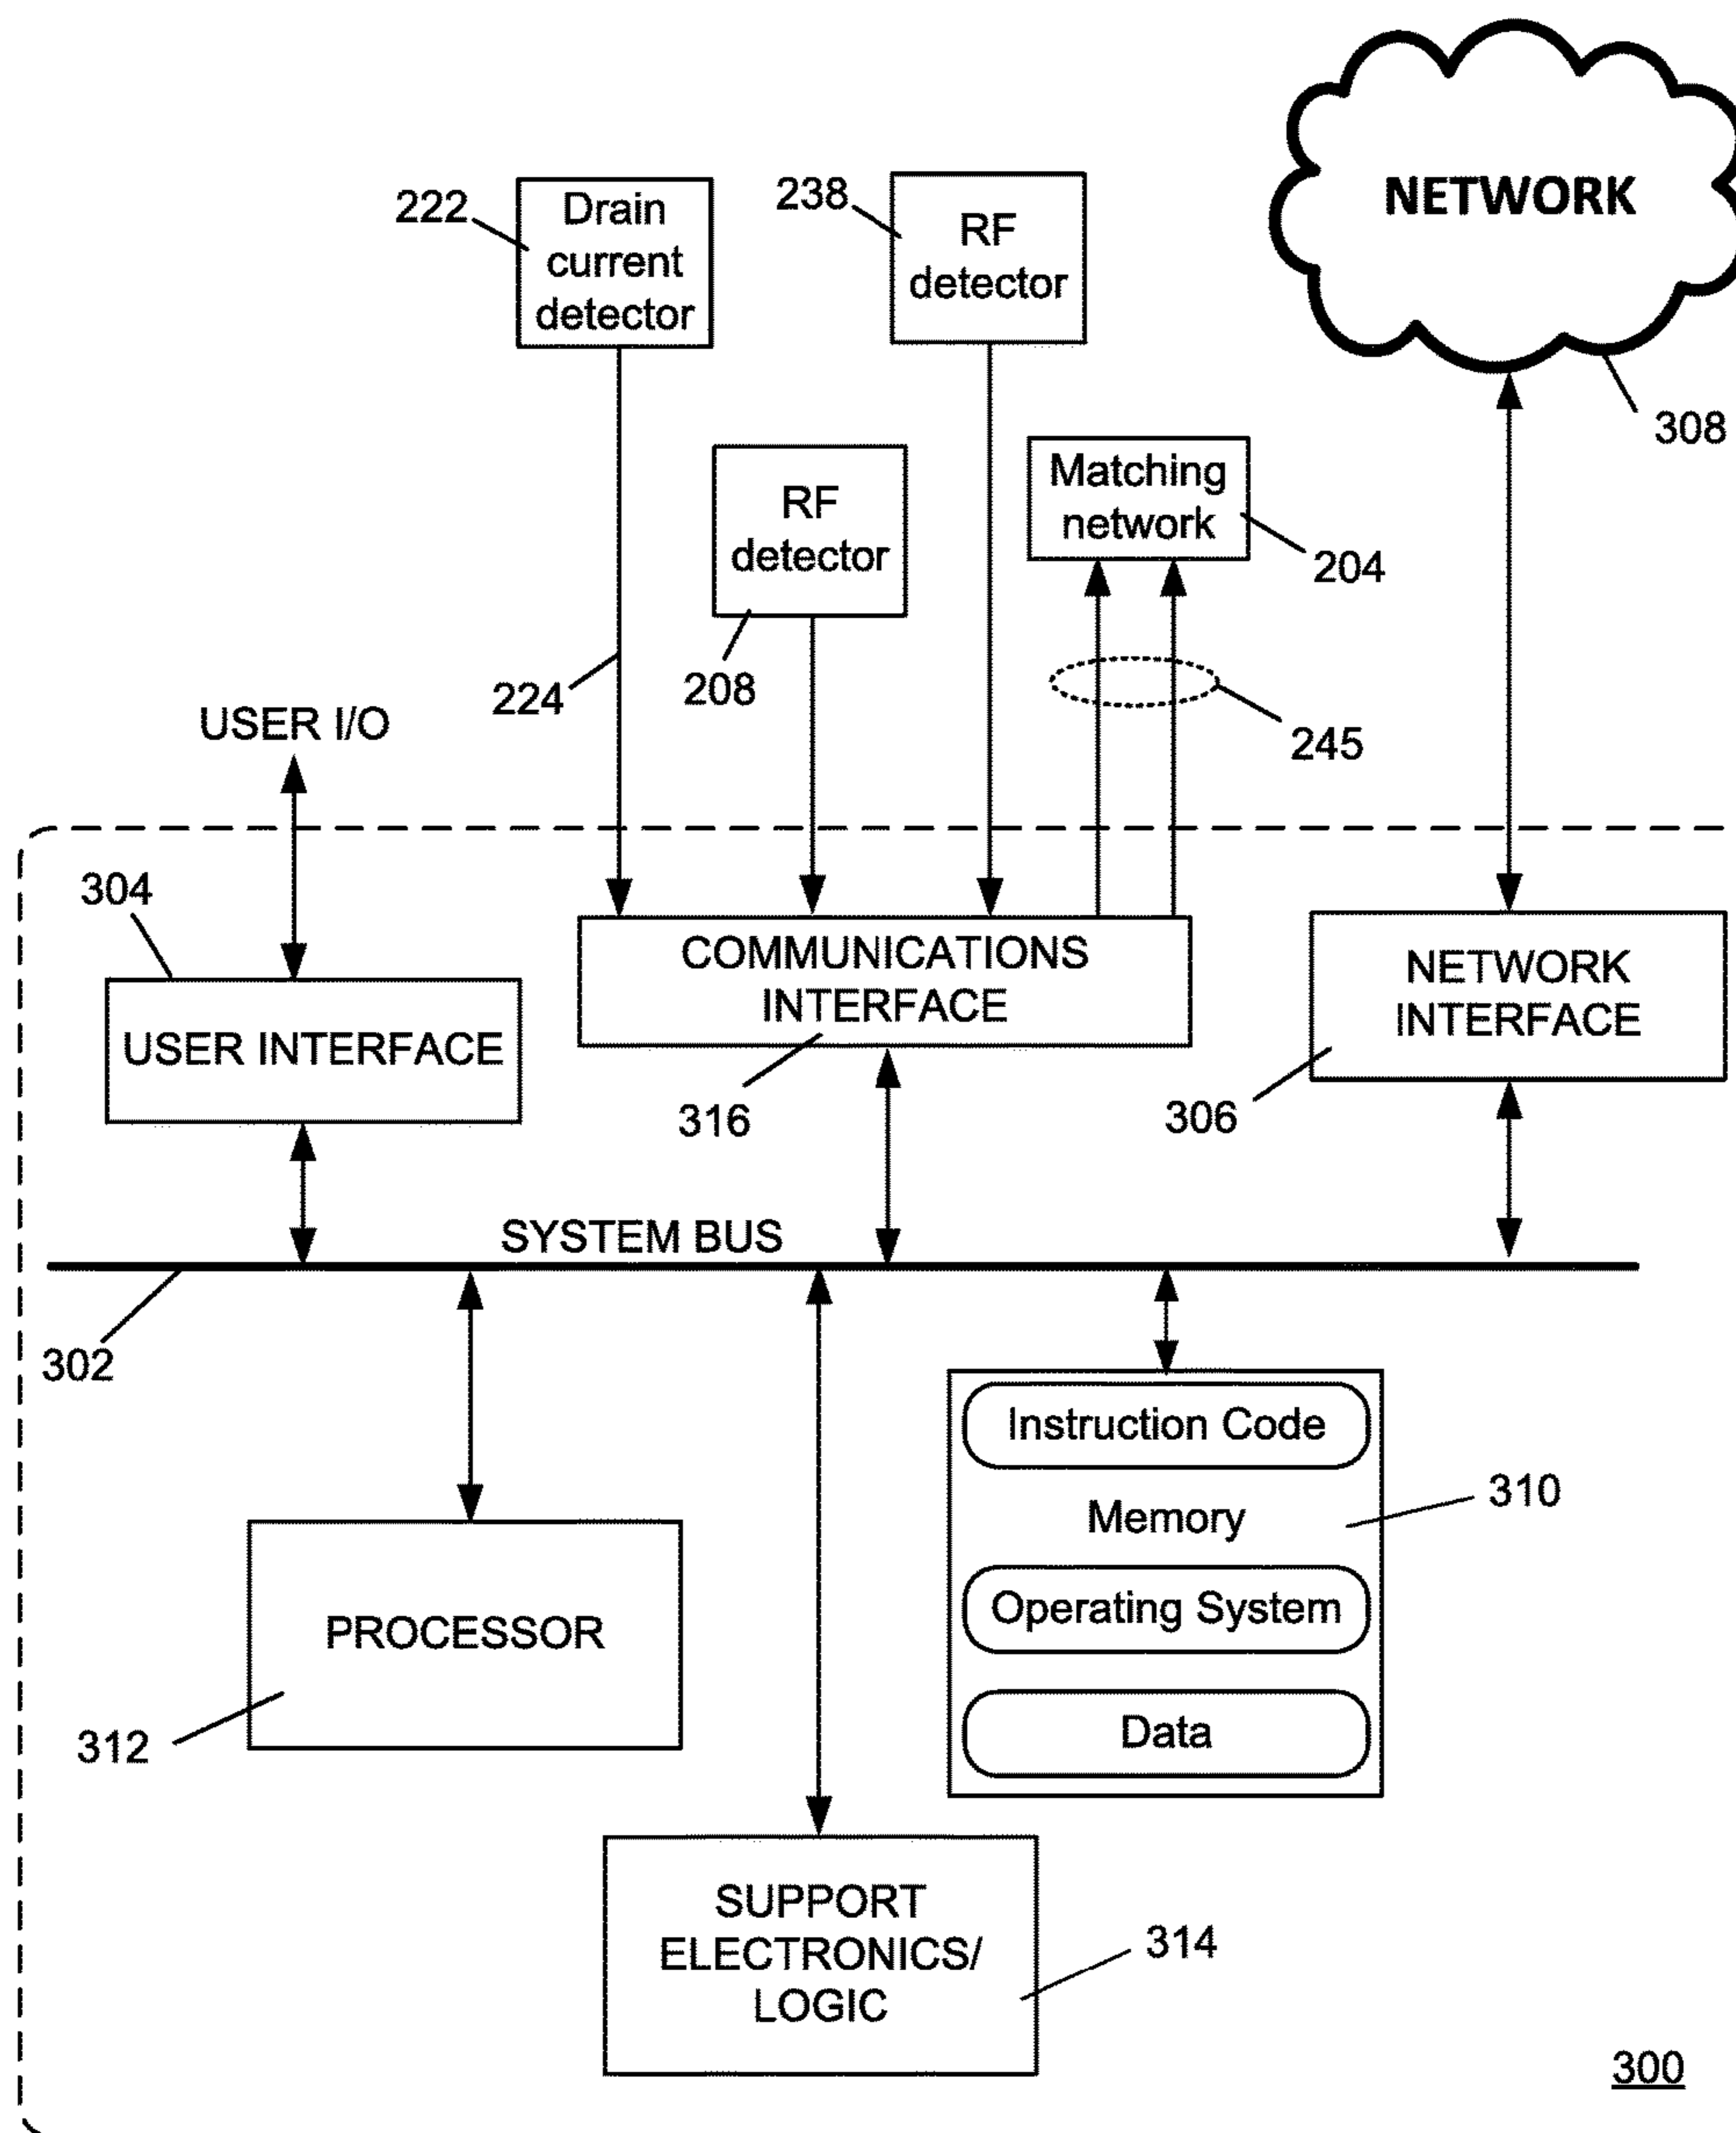 NETWORK
308
222
Drain
current
detector
238
RF
detector
RF
detector
208
Matching
network
204
224
245
USER I/O
304
USER INTERFACE
COMMUNICATIONS
INTERFACE
316
NETWORK
INTERFACE
306
SYSTEM BUS
302
Instruction Code
Memory
310
Operating System
Data
PROCESSOR
312
SUPPORT
ELECTRONICS/
LOGIC
314
300